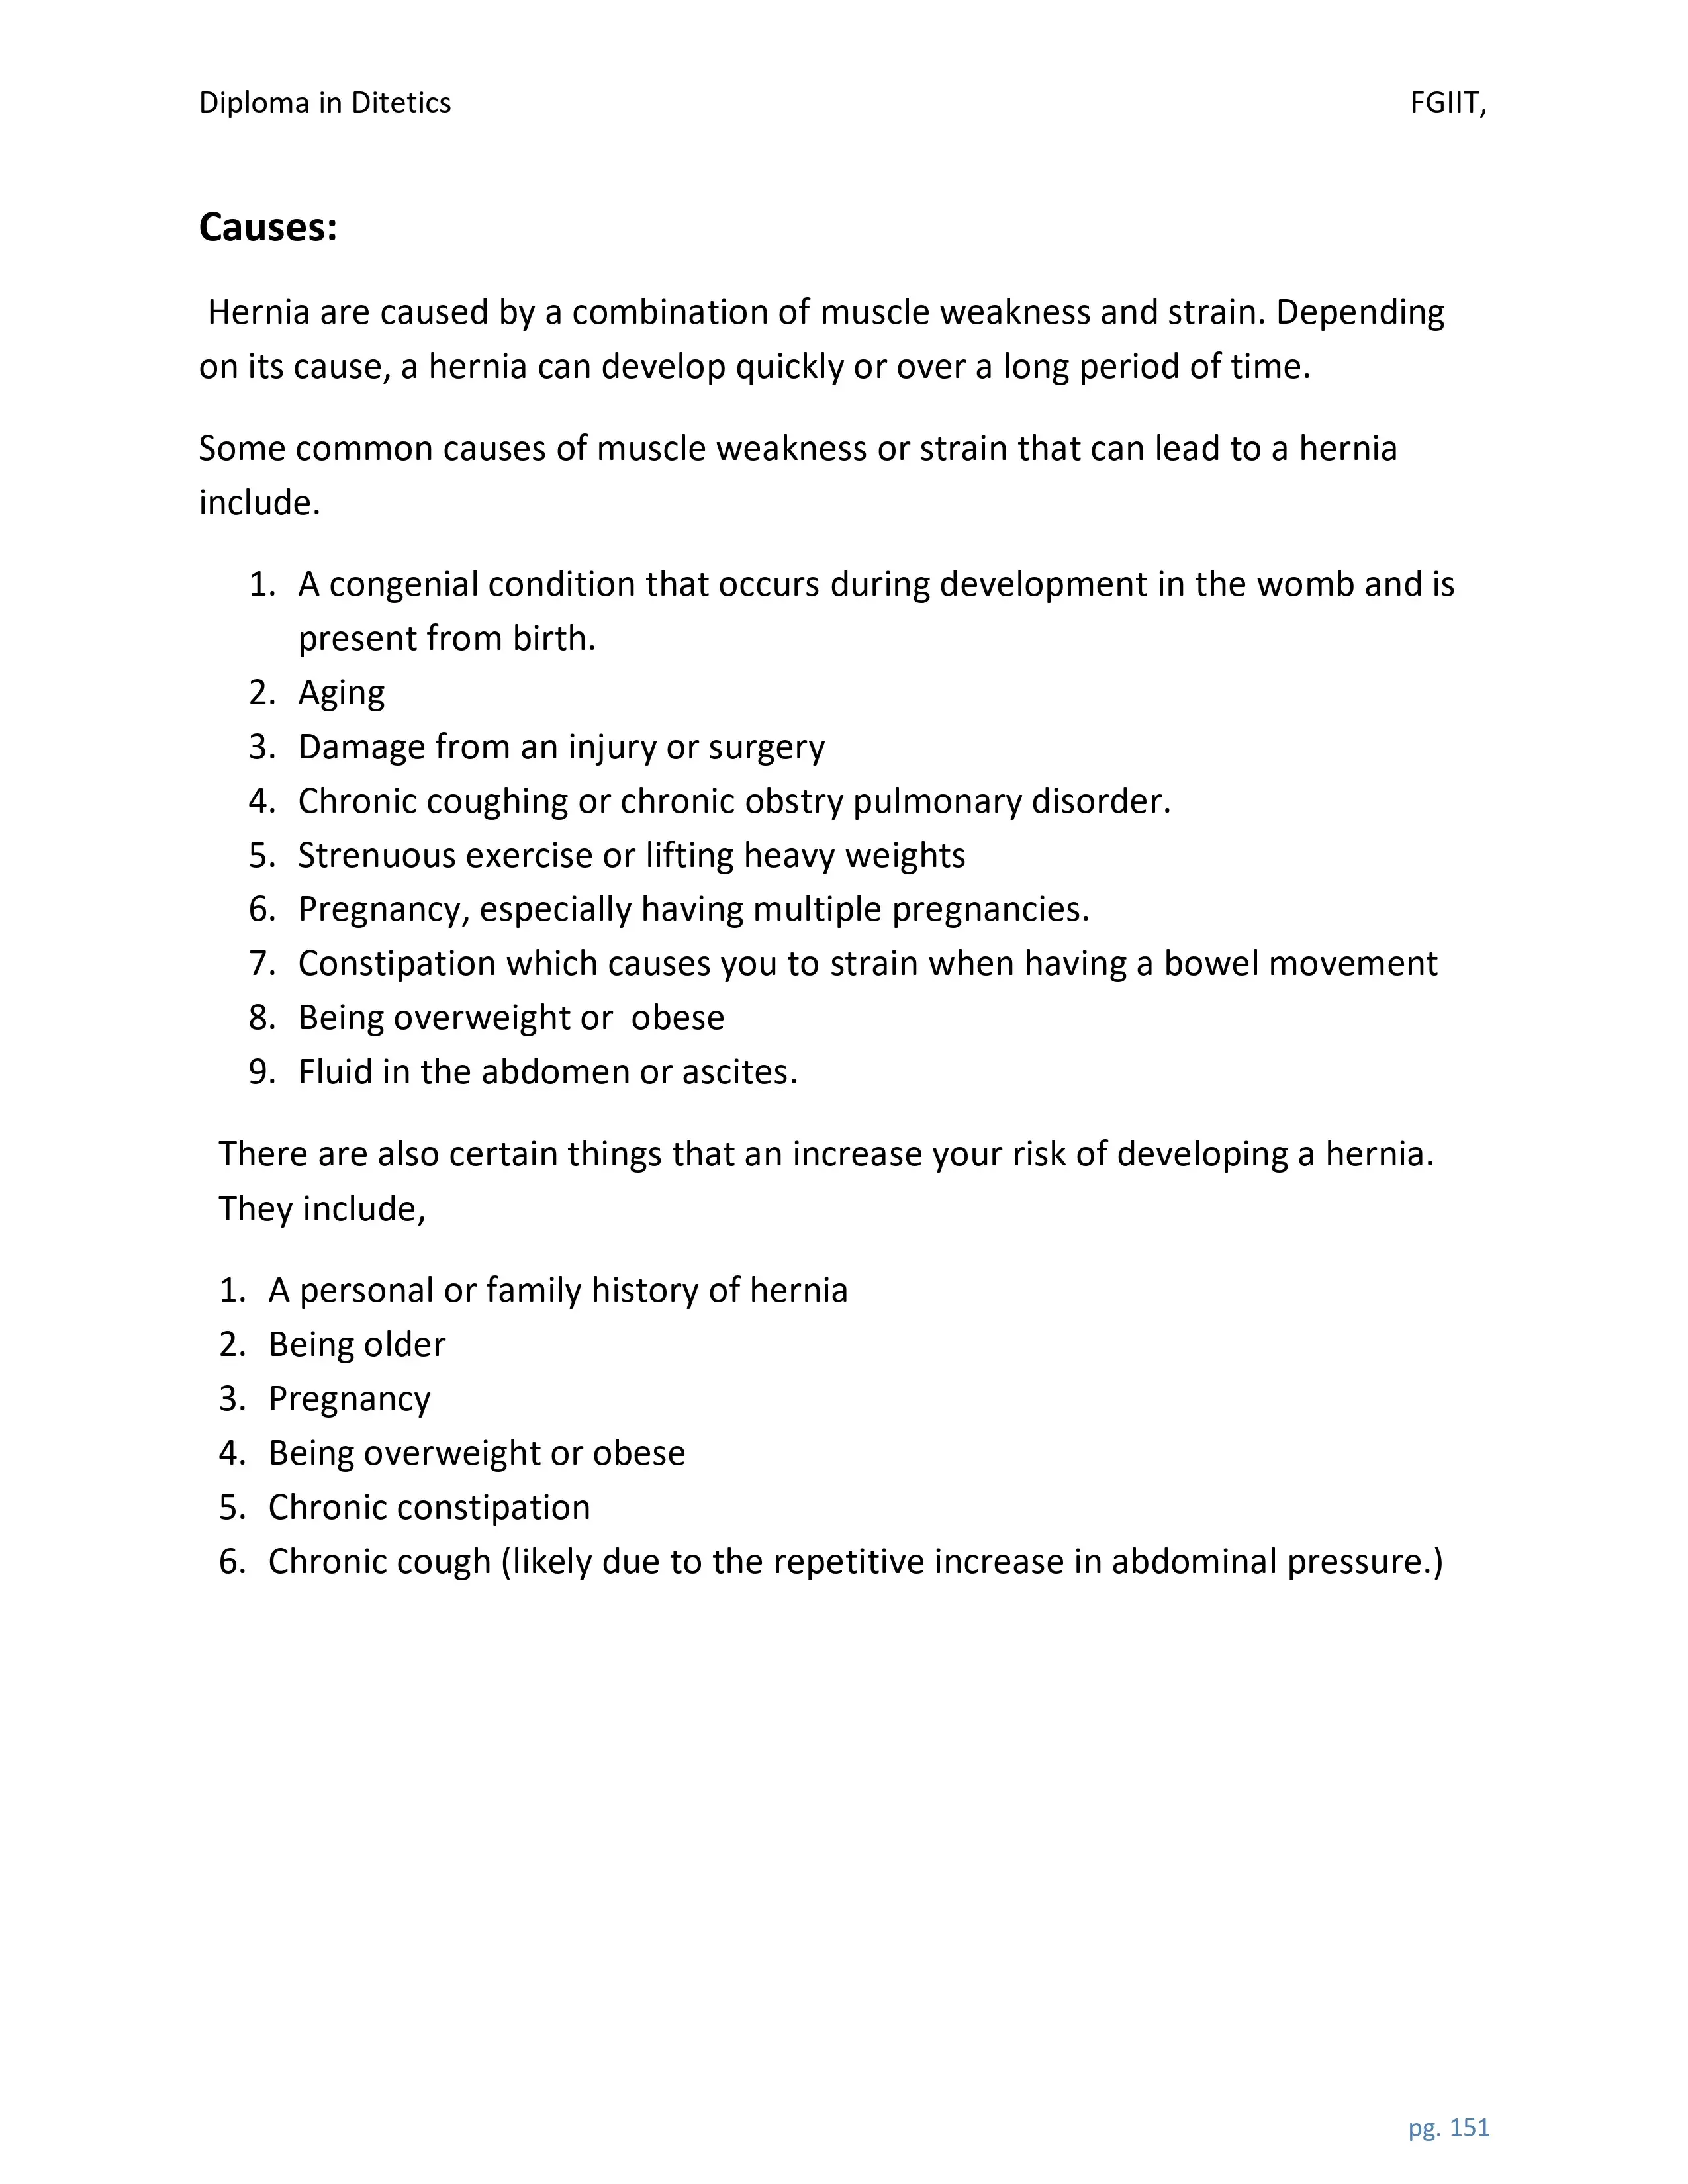 Diploma in Ditetics FGIIT,
Causes:
Hernia are caused by a combination of muscle weakness and strain. Depending
on its cause, a hernia can develop quickly or over a long period of time.
Some common causes of muscle weakness or strain that can lead to a hernia
include.
1. A congenial condition that occurs during development in the womb and is
present from birth.
2. Aging
3. Damage from an injury or surgery
4. Chronic coughing or chronic obstry pulmonary disorder.
5. Strenuous exercise or lifting heavy weights
6. Pregnancy, especially having multiple pregnancies.
7. Constipation which causes you to strain when having a bowel movement
8. Being overweight or  obese
9. Fluid in the abdomen or ascites.
There are also certain things that an increase your risk of developing a hernia.
They include,
1. A personal or family history of hernia
2. Being older
3. Pregnancy
4. Being overweight or obese
5. Chronic constipation
6. Chronic cough (likely due to the repetitive increase in abdominal pressure.)
pg. 151